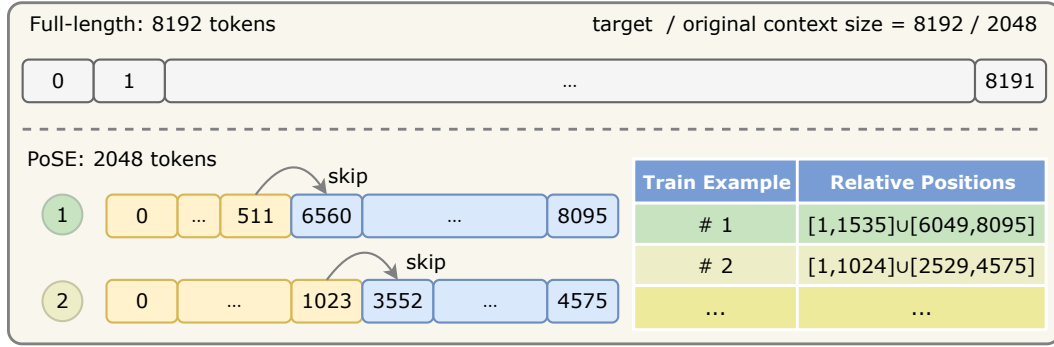 Full-length: 8192 tokens
target / original context size = 8192 / 2048
0 1 ... 8191
PoSE: 2048 tokens
skip
1 0 ... 511 6560 ... 8095
skip
2 0 ... 1023 3552 ... 4575
Train Example Relative Positions
# 1 [1,1535]∪[6049,8095]
# 2 [1,1024]∪[2529,4575]
... ...